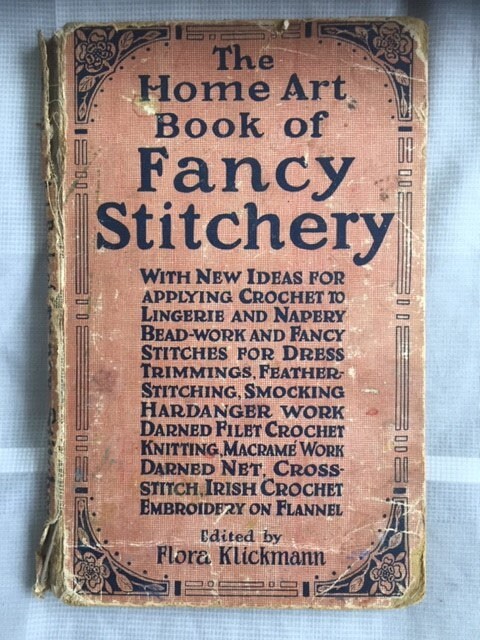 The
Home Art
Book of
Fancy
Stitchery
WITH NEW IDEAS FOR
APPLYING CROCHET TO
LINGERIE AND NAPERY
BEAD-WORK AND FANCY
STITCHES FOR DRESS
TRIMMINGS, FEATHER-
STITCHING, SMOCKING
HARDANGER WORK
DARNED FILET CROCHET
KNITTING, MACRAMÉ WORK
DARNED NET, CROSS-
STITCH, IRISH CROCHET
EMBROIDERY ON FLANNEL
Edited by
Flora Klickmann